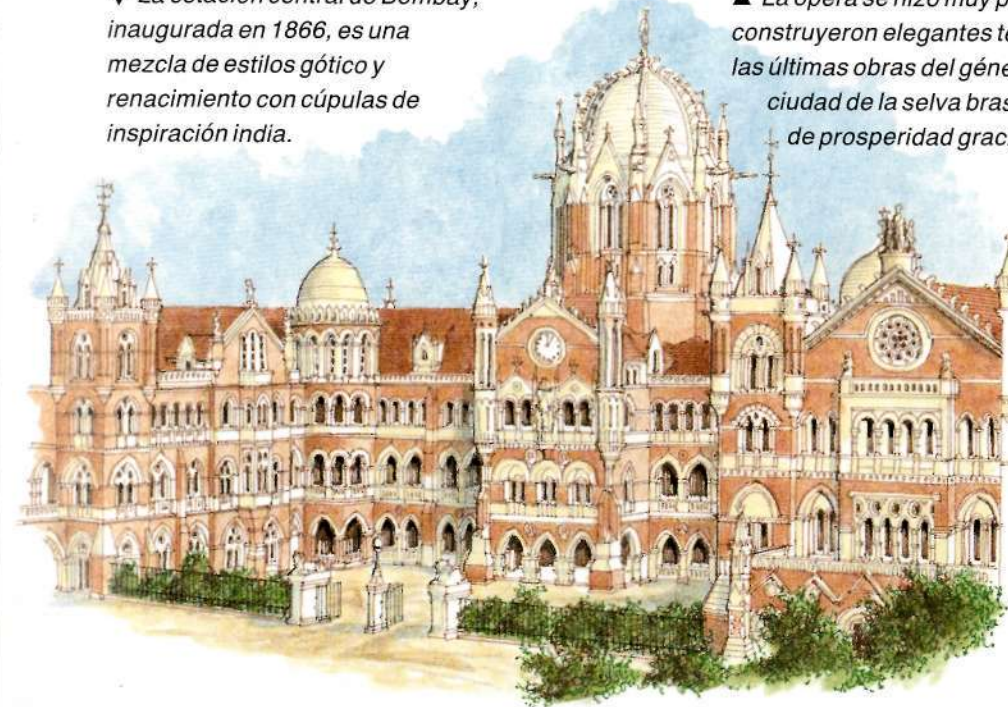 ▼ La estación central de Bombay,
inaugurada en 1866, es una
mezcla de estilos gótico y
renacimiento con cúpulas de
inspiración india.
▲ La ópera se hizo muy
construyeron elegantes
las últimas obras del
ciudad de la selva
de prosperidad